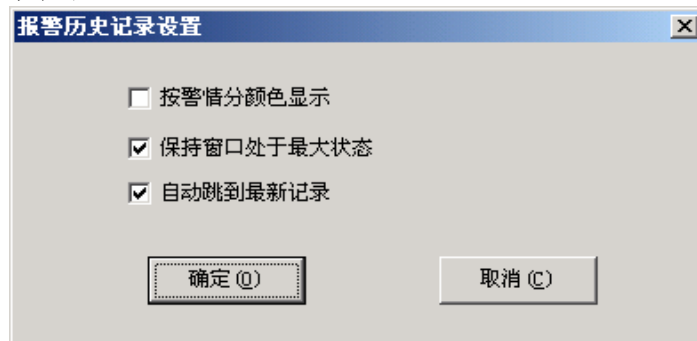 报警历史记录设置
按警情分颜色显示
保持窗口处于最大状态
自动跳到最新记录
确定(O) 取消(C)